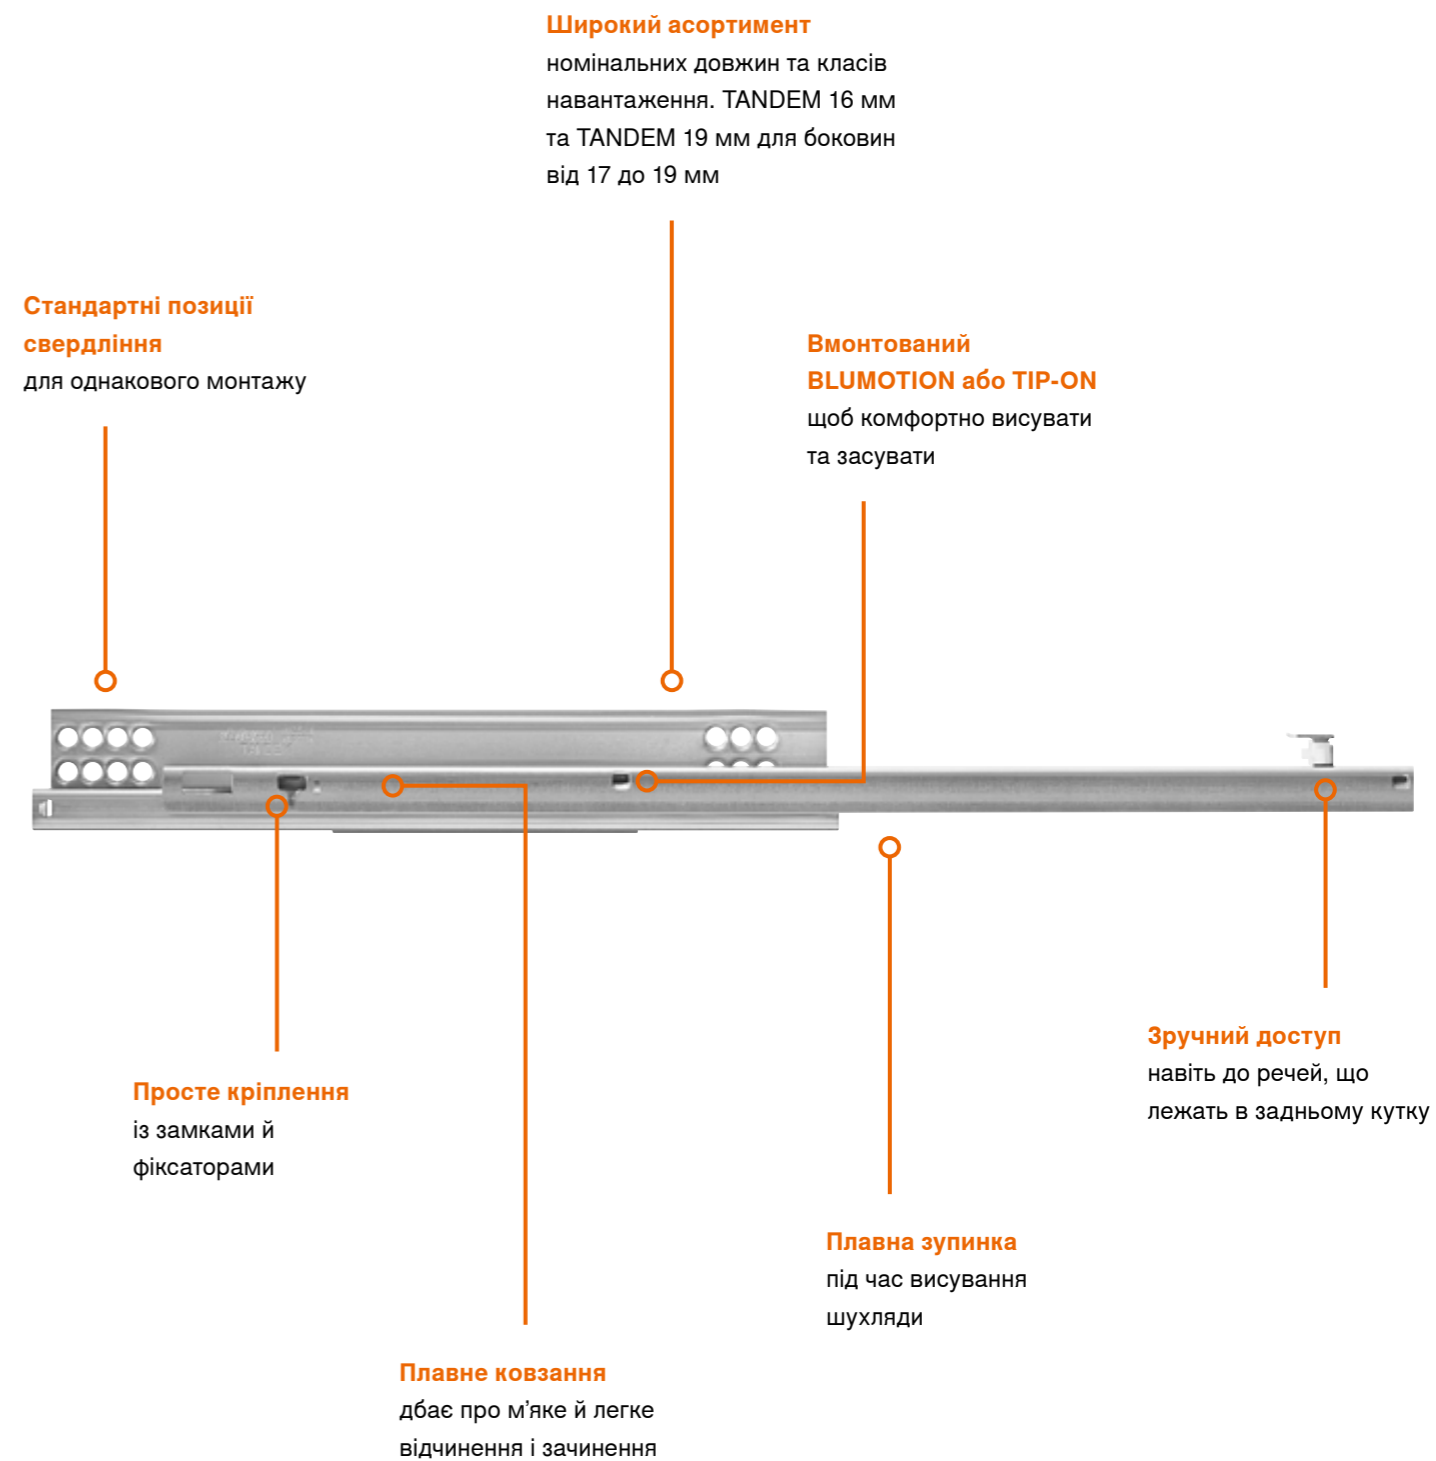 Широкий асортимент
номінальних довжин та класів
навантаження. TANDEM 16 мм
та TANDEM 19 мм для боковин
від 17 до 19 мм
Стандартні позиції
свердління
для однакового монтажу
Вмонтований
BLUMOTION або TIP-ON
щоб комфортно висувати
та засувати
Зручний доступ
навіть до речей, що
лежать в задньому кутку
Просте кріплення
із замками й
фіксаторами
Плавна зупинка
під час висування
шухляди
Плавне ковзання
дбає про м’яке й легке
відчинення і зачинення